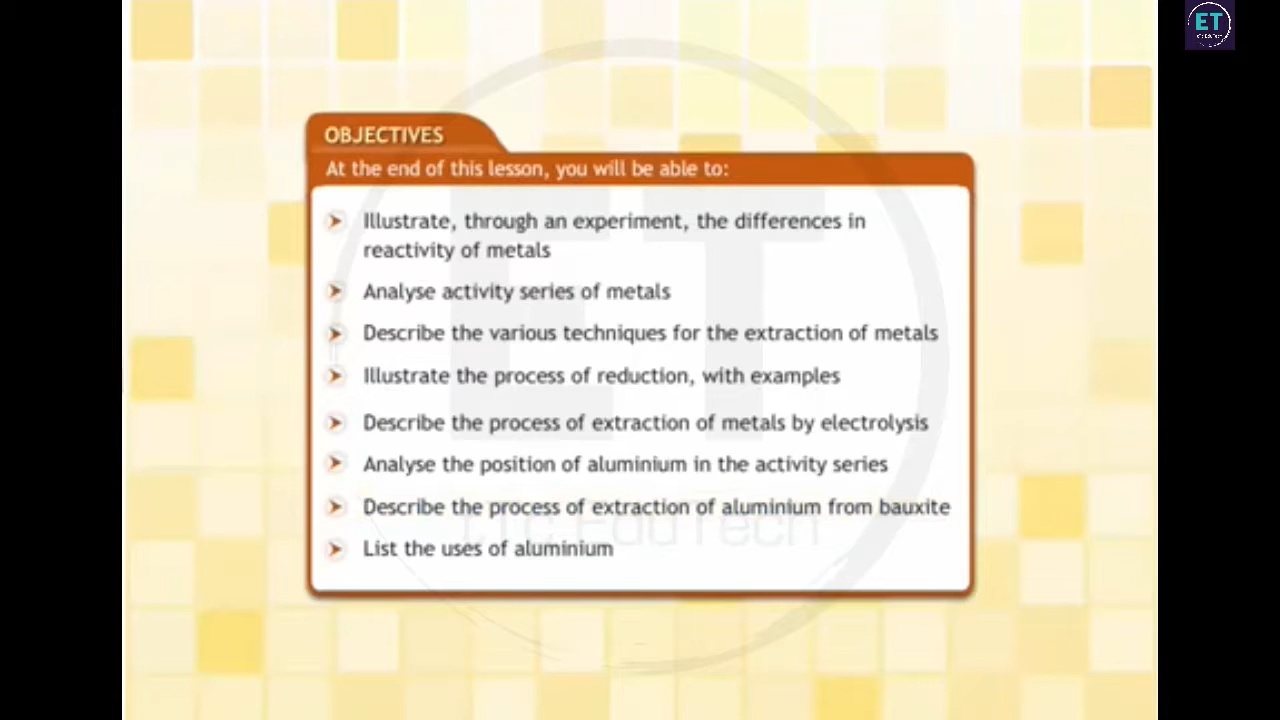 ET
OBJECTIVES
At the end of this lesson, you will be able to:
Illustrate, through an experiment, the differences in
reactivity of metals
Analyse activity series of metals
Describe the various techniques for the extraction of metals
Illustrate the process of reduction, with examples
Describe the process of extraction of metals by electrolysis
Analyse the position of aluminium in the activity series
Describe the process of extraction of aluminium from bauxite
List the uses of aluminium
ET
EduTech